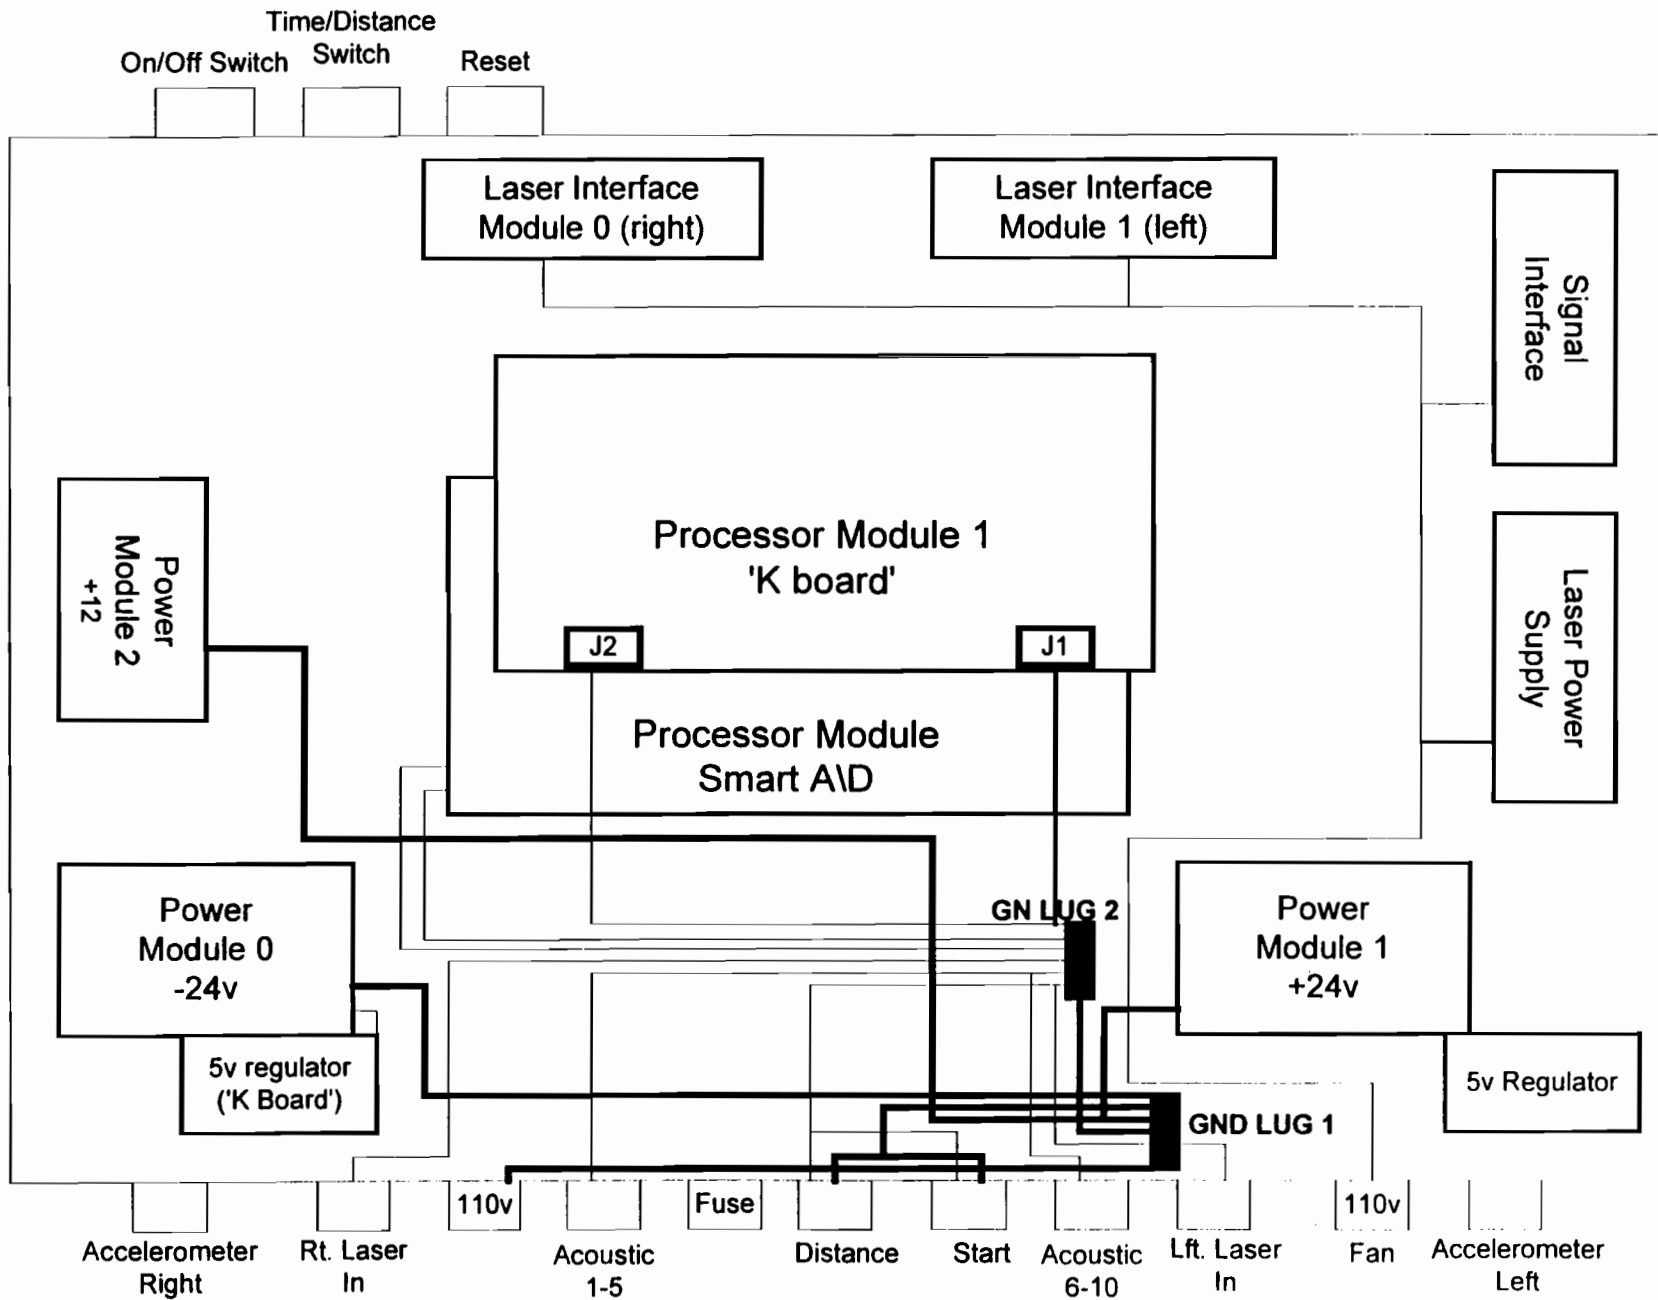 Time/Distance
Switch
On/Off Switch
Reset
Laser Interface
Module 0 (right)
Laser Interface
Module 1 (left)
Signal
Interface
Processor Module 1
'K board'
J2
J1
Power
Module 2
+12
Laser Power
Supply
Processor Module
Smart A\D
GN LUG 2
Power
Module 0
-24v
Power
Module 1
+24v
5v regulator
('K Board')
5v Regulator
GND LUG 1
110v
Fuse
110v
Accelerometer
Right
Rt. Laser
In
Acoustic
1-5
Distance
Start
Acoustic
6-10
Lft. Laser
In
Fan
Accelerometer
Left